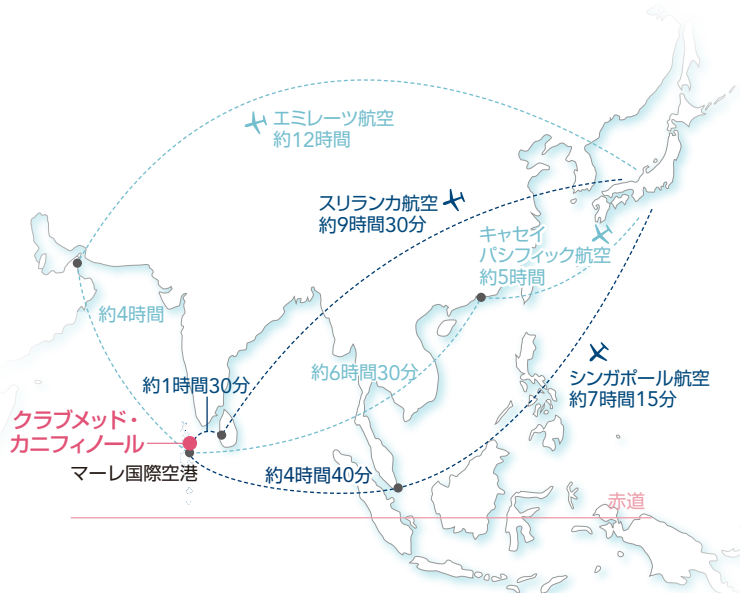 エミレーツ航空
約12時間
スリランカ航空
約9時間30分
キャセイ
パシフィック航空
約5時間
約4時間
約6時間30分
約1時間30分
シンガポール航空
約7時間15分
クラブメッド・
カニフィノール
マーレ国際空港
約4時間40分
赤道